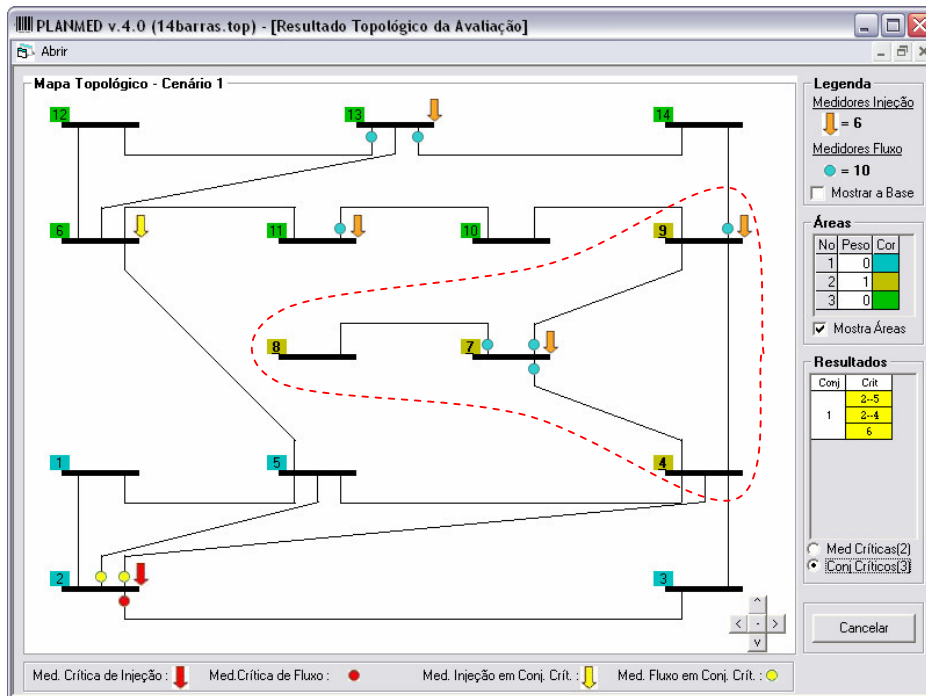 PLANMED v.4.0 (14barras.top) - [Resultado Topológico da Avaliação]
Abrir
Mapa Topológico - Cenário 1
12
13
14
6
11
10
9
8
7
1
5
4
2
3
Legenda
Medidores Injeção
= 6
Medidores Fluxo
= 10
Mostrar a Base
Áreas
No Peso Cor
1 0
2 1
3 0
Mostra Áreas
Resultados
Conj Crit
2--5
1 2--4
6
Med Críticas(2)
Conj Críticos(3)
Cancelar
Med. Crítica de Injeção : Med.Crítica de Fluxo : Med. Injeção em Conj. Crít. : Med. Fluxo em Conj. Crít. :